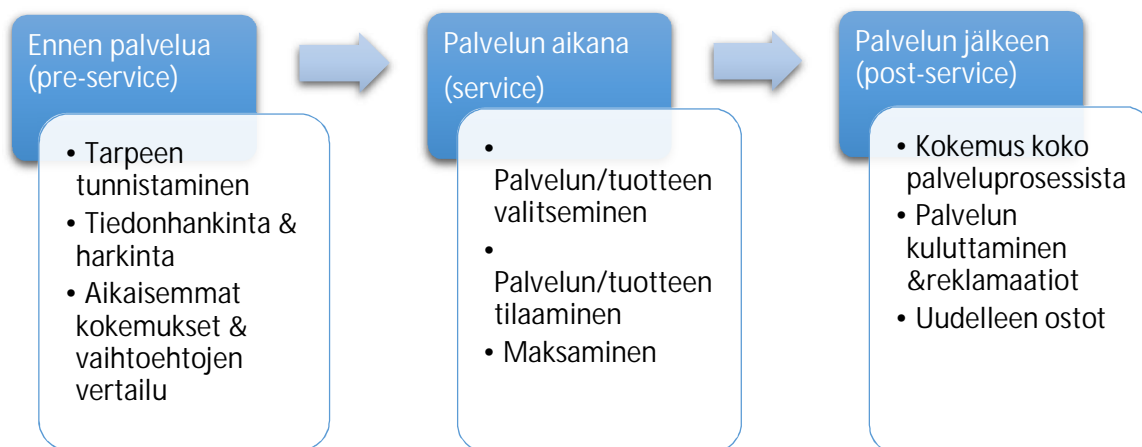 Ennen palvelua
(pre-service)
• Tarpeen
tunnistaminen
• Tiedonhankinta &
harkinta
• Aikaisemmat
kokemukset &
vaihtoehtojen
vertailu
Palvelun aikana
(service)
•
Palvelun/tuotteen
valitseminen
•
Palvelun/tuotteen
tilaaminen
• Maksaminen
Palvelun jälkeen
(post-service)
• Kokemus koko
palveluprosessista
• Palvelun
kuluttaminen
&reklamaatiot
• Uudelleen ostot